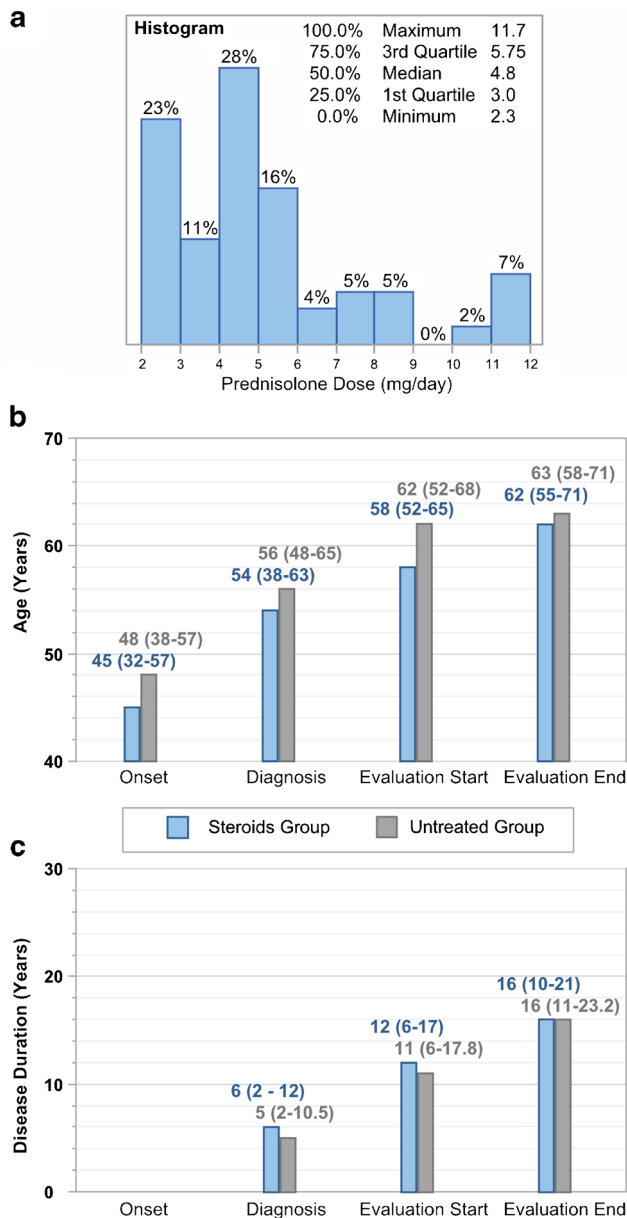 a
Histogram
100.0% Maximum 11.7
75.0% 3rd Quartile 5.75
50.0% Median 4.8
25.0% 1st Quartile 3.0
0.0% Minimum 2.3
28%
23%
16%
11%
7%
5% 5%
4%
2%
0%
2 3 4 5 6 7 8 9 10 11 12
Prednisolone Dose (mg/day)
b
Age (Years)
70
60
50
40
63 (58-71)
62 (52-68)
62 (55-71)
58 (52-65)
56 (48-65)
54 (38-63)
48 (38-57)
45 (32-57)
Onset Diagnosis Evaluation Start Evaluation End
Steroids Group Untreated Group
c
Disease Duration (Years)
30
20
10
0
16 (10-21)
16 (11-23.2)
12 (6-17)
11 (6-17.8)
6 (2 - 12)
5 (2-10.5)
Onset Diagnosis Evaluation Start Evaluation End